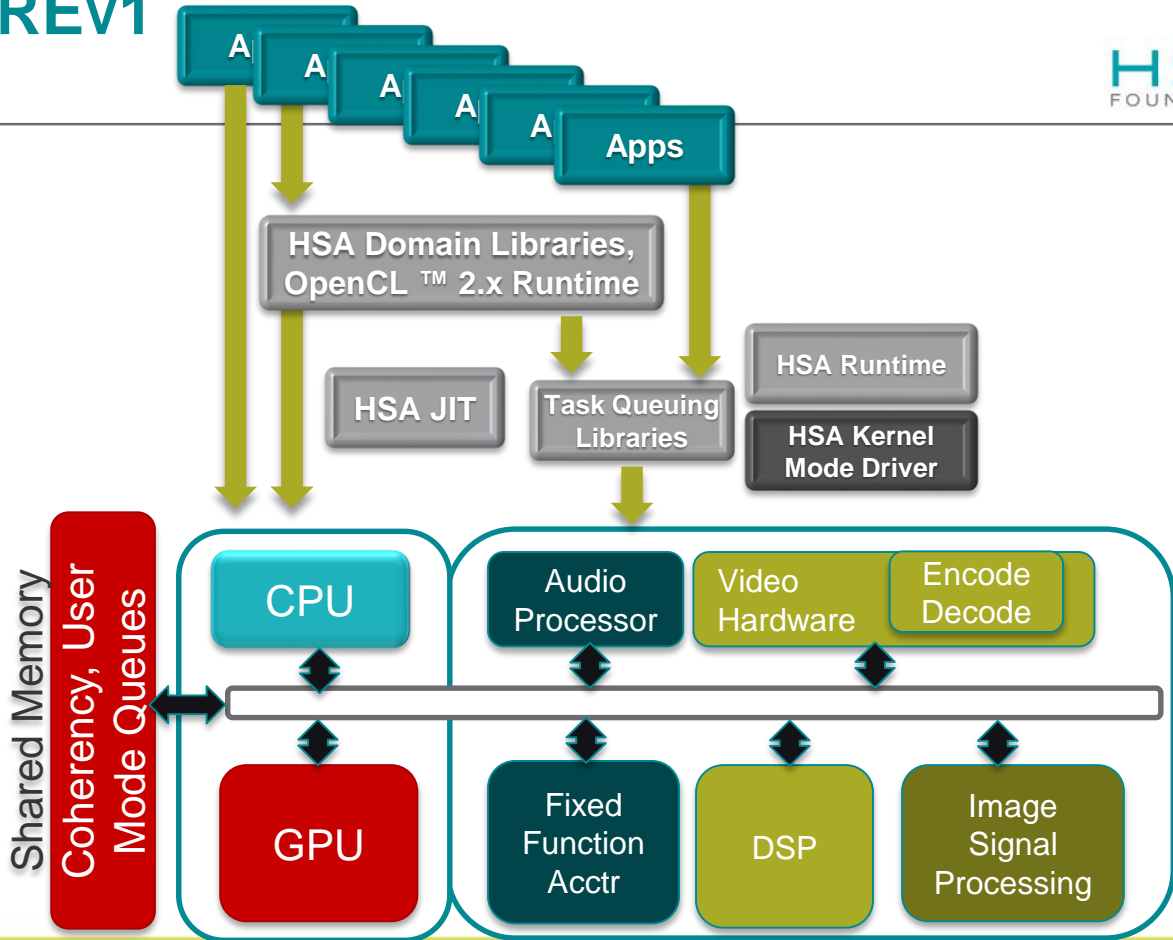 REV1
A
A
A
A
A
Apps
H
FOUN
HSA Domain Libraries,
OpenCL ™ 2.x Runtime
HSA JIT
Task Queuing
Libraries
HSA Runtime
HSA Kernel
Mode Driver
Shared Memory
Coherency, User
Mode Queues
CPU
Audio
Processor
Video
Hardware
Encode
Decode
GPU
Fixed
Function
Acctr
DSP
Image
Signal
Processing